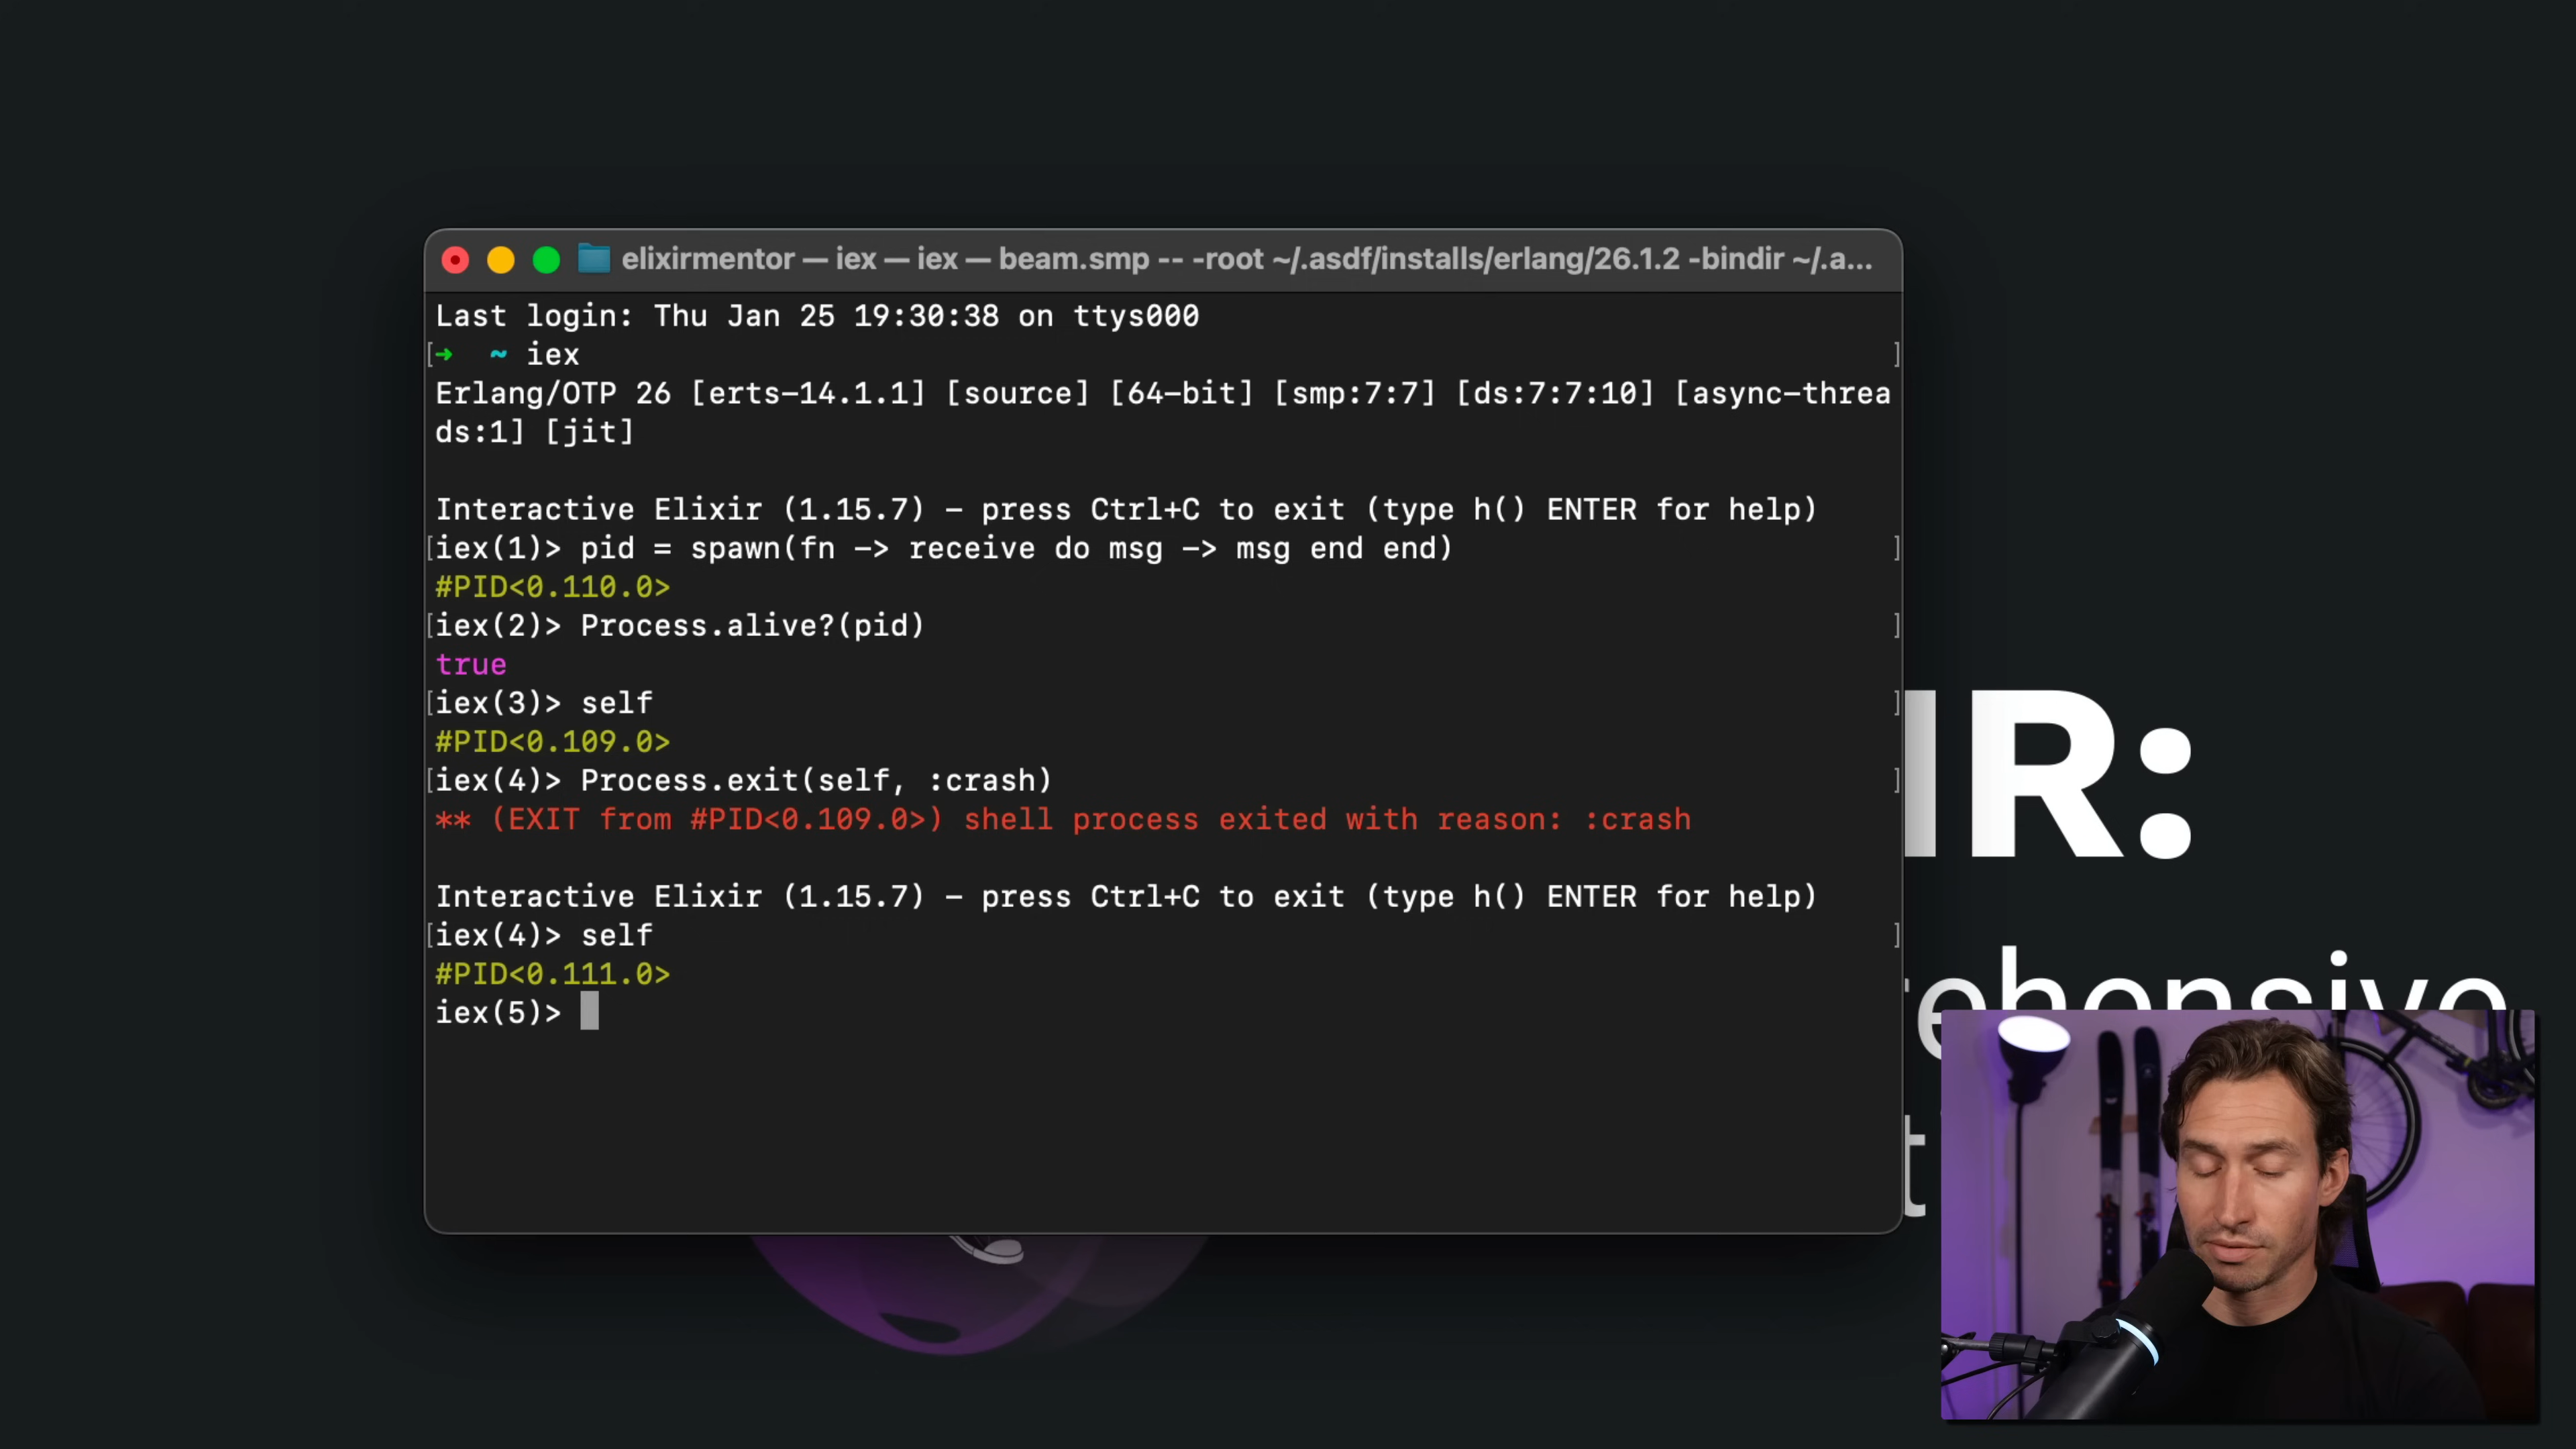 elixirmentor — iex — iex — beam.smp -- -root ~/.asdf/installs/erlang/26.1.2 -bindir ~/.a...
Last login: Thu Jan 25 19:30:38 on ttys000
[➜  ~ iex ]
Erlang/OTP 26 [erts-14.1.1] [source] [64-bit] [smp:7:7] [ds:7:7:10] [async-threa
ds:1] [jit]
Interactive Elixir (1.15.7) - press Ctrl+C to exit (type h() ENTER for help)
[iex(1)> pid = spawn(fn -> receive do msg -> msg end end) ]
#PID<0.110.0>
[iex(2)> Process.alive?(pid) ]
true
[iex(3)> self ]
#PID<0.109.0>
[iex(4)> Process.exit(self, :crash) ]
** (EXIT from #PID<0.109.0>) shell process exited with reason: :crash
Interactive Elixir (1.15.7) - press Ctrl+C to exit (type h() ENTER for help)
[iex(4)> self ]
#PID<0.111.0>
iex(5)>
IR: